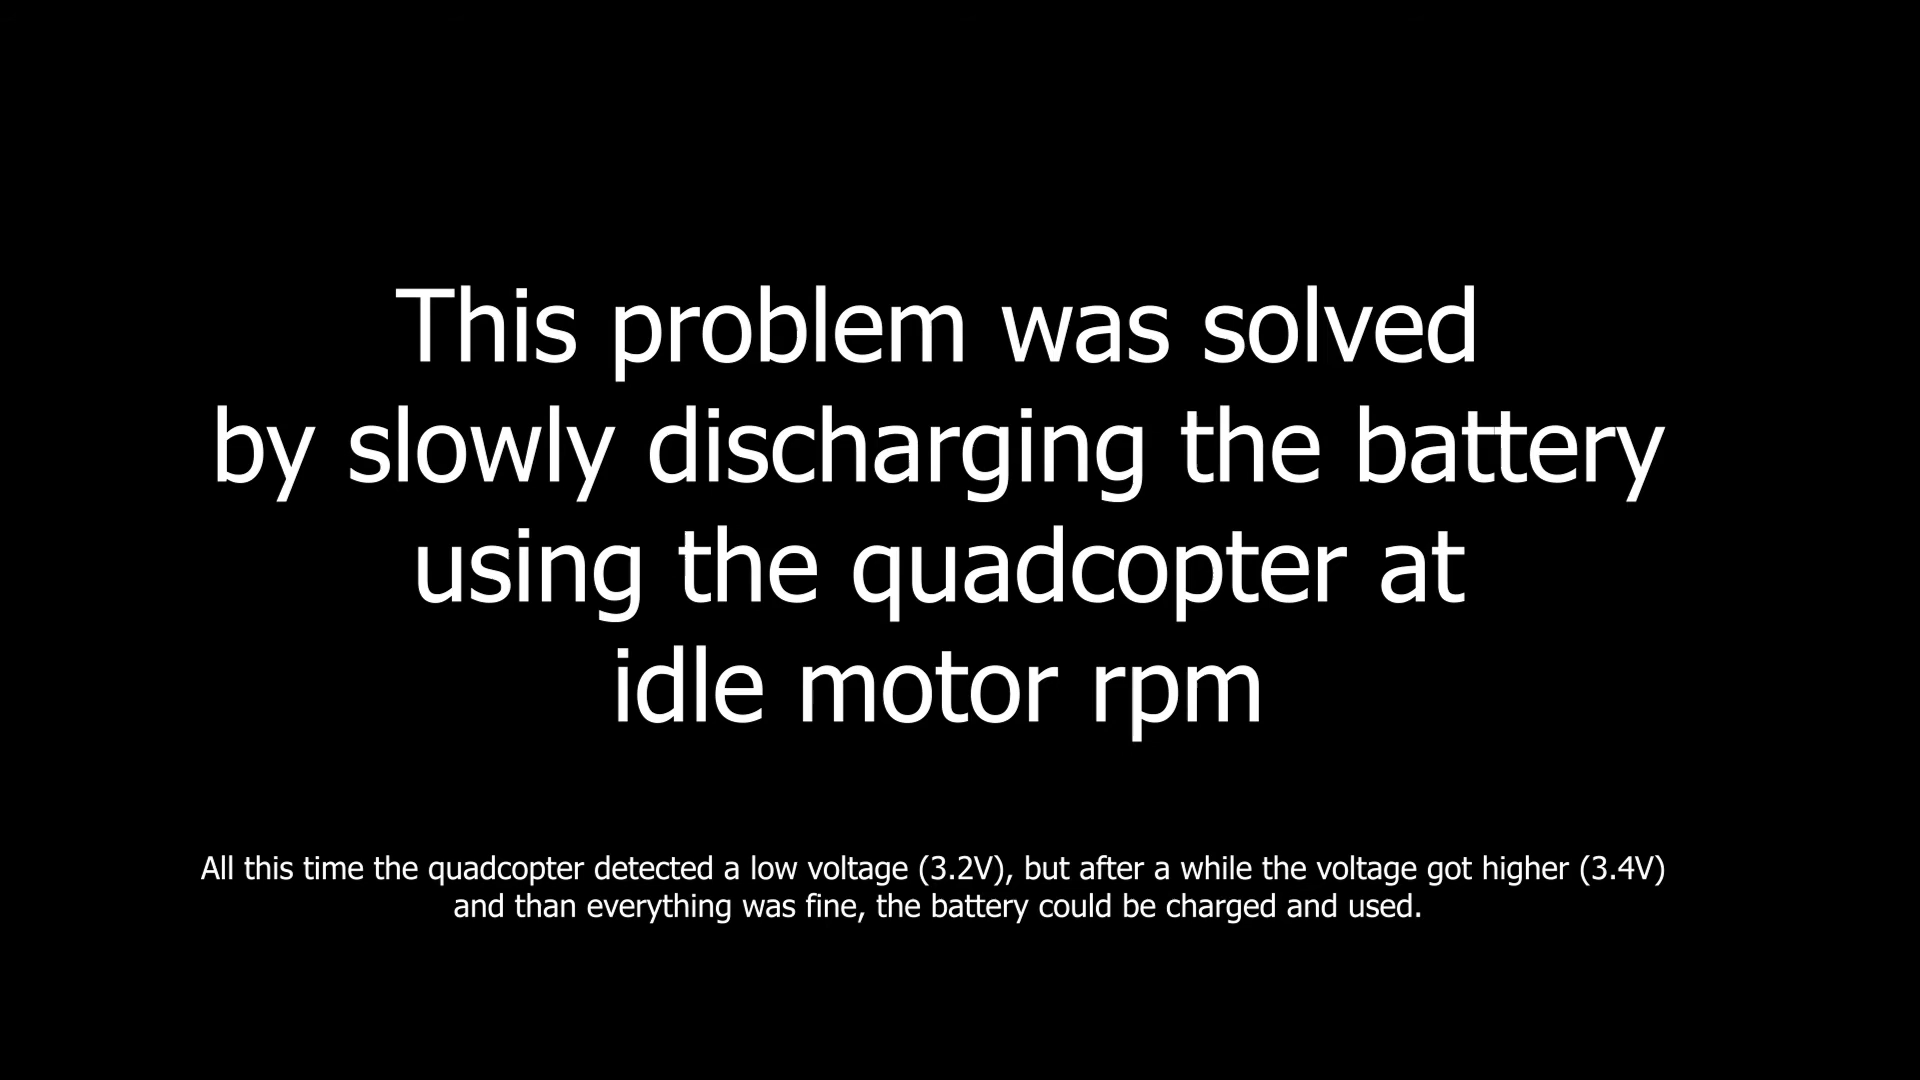 This problem was solved
by slowly discharging the battery
using the quadcopter at
idle motor rpm
All this time the quadcopter detected a low voltage (3.2V), but after a while the voltage got higher (3.4V)
and than everything was fine, the battery could be charged and used.